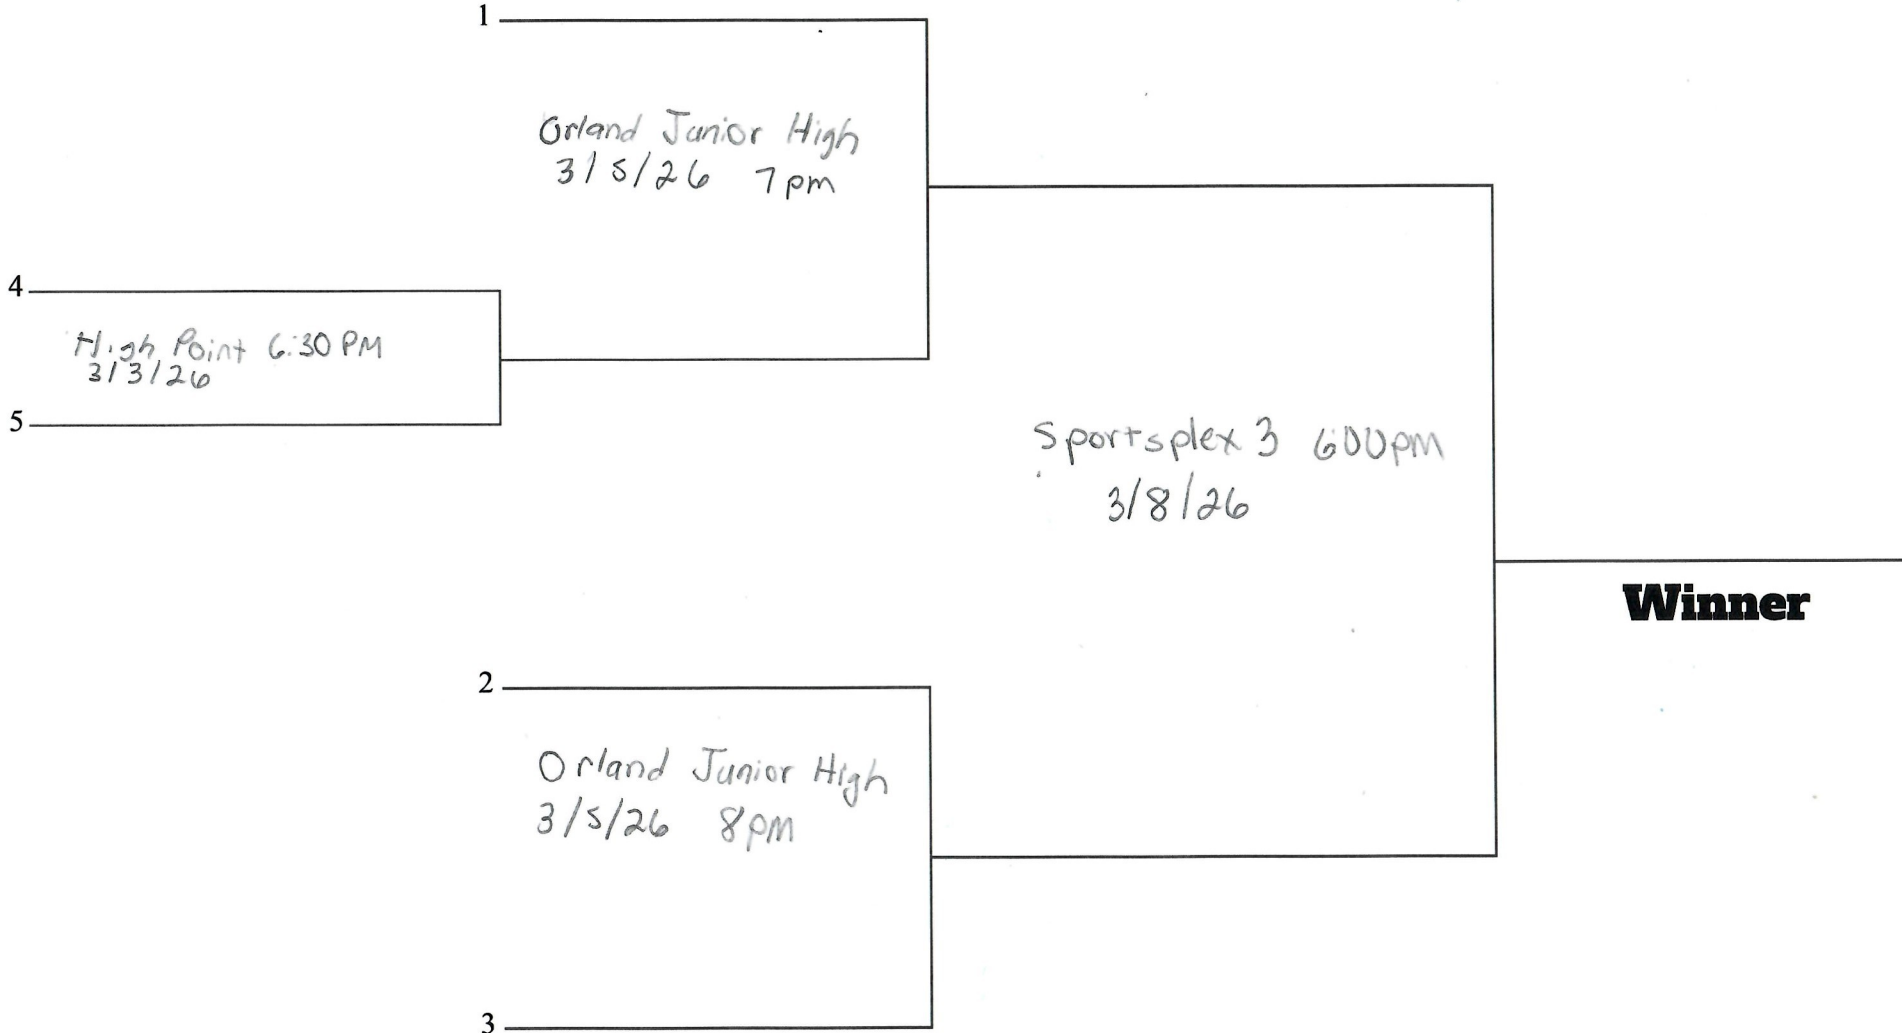 1
Orland Junior High
3/5/26 7pm
4
High Point 6:30 PM
3/3/26
5
Sportsplex 3 600pm
3/8/26
Winner
2
Orland Junior High
3/5/26 8pm
3